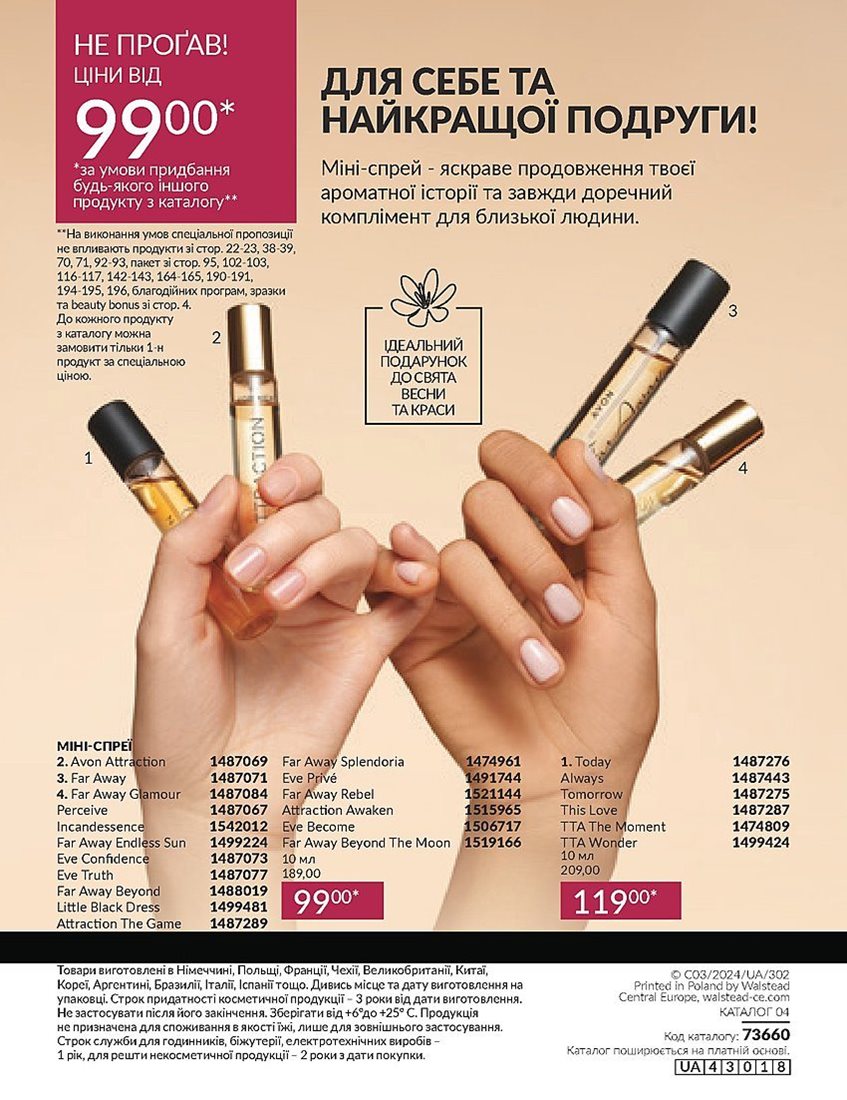 НЕ ПРОҐАВ!
ЦІНИ ВІД
9900*
*за умови придбання
будь-якого іншого
продукту з каталогу**
ДЛЯ СЕБЕ ТА
НАЙКРАЩОЇ ПОДРУГИ!
Міні-спрей - яскраве продовження твоєї
ароматної історії та завжди доречний
комплімент для близької людини.
**На виконання умов спеціальної пропозиції
не впливають продукти зі стор. 22-23, 38-39,
70, 71, 92-93, пакет зі стор. 95, 102-103,
116-117, 142-143, 164-165, 190-191,
194-195, 196, благодійних програм, зразки
та beauty bonus зі стор. 4.
До кожного продукту
з каталогу можна
замовити тільки 1-н
продукт за спеціальною
ціною.
ІДЕАЛЬНИЙ
ПОДАРУНОК
ДО СВЯТА
ВЕСНИ
ТА КРАСИ
1
2
3
4
TTRACTION
AVON
МІНІ-СПРЕЇ
2. Avon Attraction 1487069
3. Far Away 1487071
4. Far Away Glamour 1487084
Perceive 1487067
Incandessence 1542012
Far Away Endless Sun 1499224
Eve Confidence 1487073
Eve Truth 1487077
Far Away Beyond 1488019
Little Black Dress 1499481
Attraction The Game 1487289
Far Away Splendoria 1474961
Eve Privé 1491744
Far Away Rebel 1521144
Attraction Awaken 1515965
Eve Become 1506717
Far Away Beyond The Moon 1519166
10 мл
189,00
9900*
1. Today 1487276
Always 1487443
Tomorrow 1487275
This Love 1487287
TTA The Moment 1474809
TTA Wonder 1499424
10 мл
209,00
11900*
Товари виготовлені в Німеччині, Польщі, Франції, Чехії, Великобританії, Китаї,
Кореї, Аргентині, Бразилії, Італії, Іспанії тощо. Дивись місце та дату виготовлення на
упаковці. Строк придатності косметичної продукції – 3 роки від дати виготовлення.
Не застосувати після його закінчення. Зберігати від +6°до +25° С. Продукція
не призначена для споживання в якості їжі, лише для зовнішнього застосування.
Строк служби для годинників, біжутерії, електротехнічних виробів –
1 рік, для решти некосметичної продукції – 2 роки з дати покупки.
© C03/2024/UA/302
Printed in Poland by Walstead
Central Europe, walstead-ce.com
КАТАЛОГ 04
Код каталогу: 73660
Каталог поширюється на платній основі.
UA43018